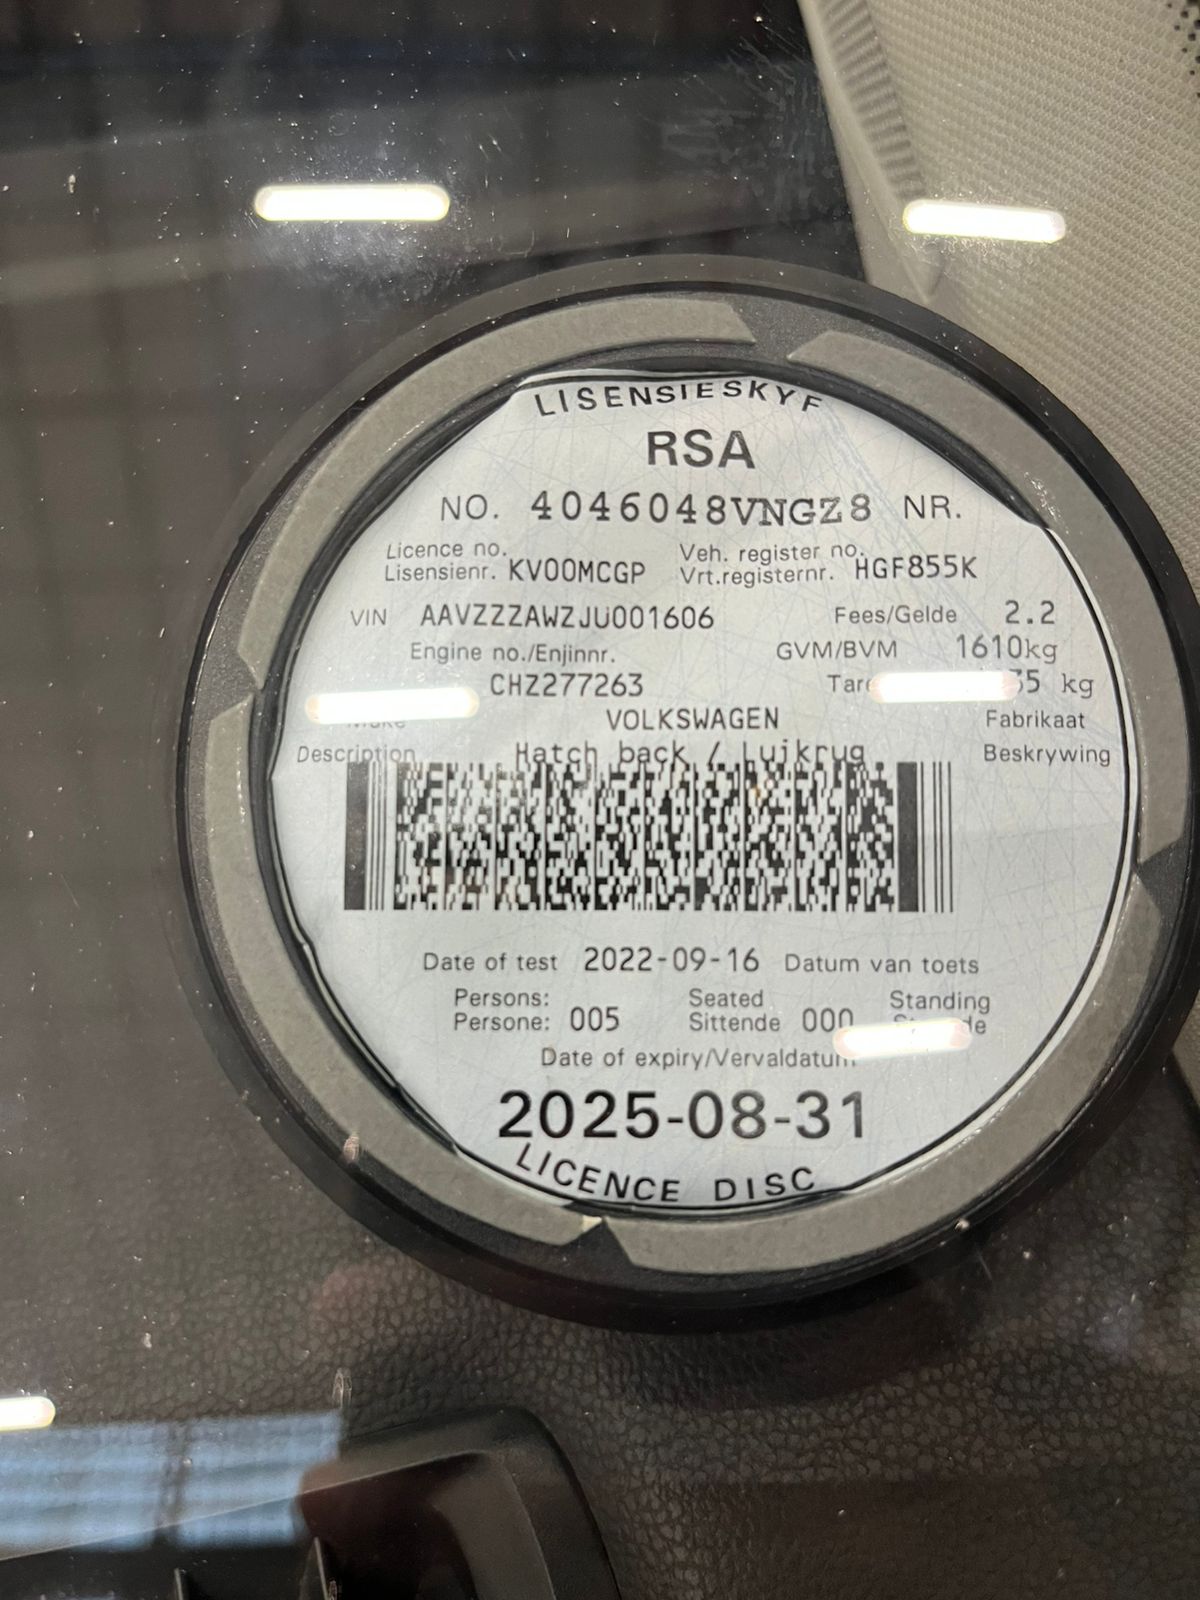 LISENSIESKYF
RSA
NO. 4046048VNGZ8 NR.
Licence no. Veh. register no.
Lisensienr. KV00MCGP Vrt.registernr. HGF855K
VIN AAVZZZAWZJU001606 Fees/Gelde 2.2
Engine no./Enjinnr. GVM/BVM 1610kg
CHZ277263 kg
Make VOLKSWAGEN Fabrikaat
Description Hatch back / Luikrug Beskrywing
Date of test 2022-09-16 Datum van toets
Persons: Seated Standing
Persone: 005 Sittende 000
Date of expiry/Vervaldatum
2025-08-31
LICENCE DISC